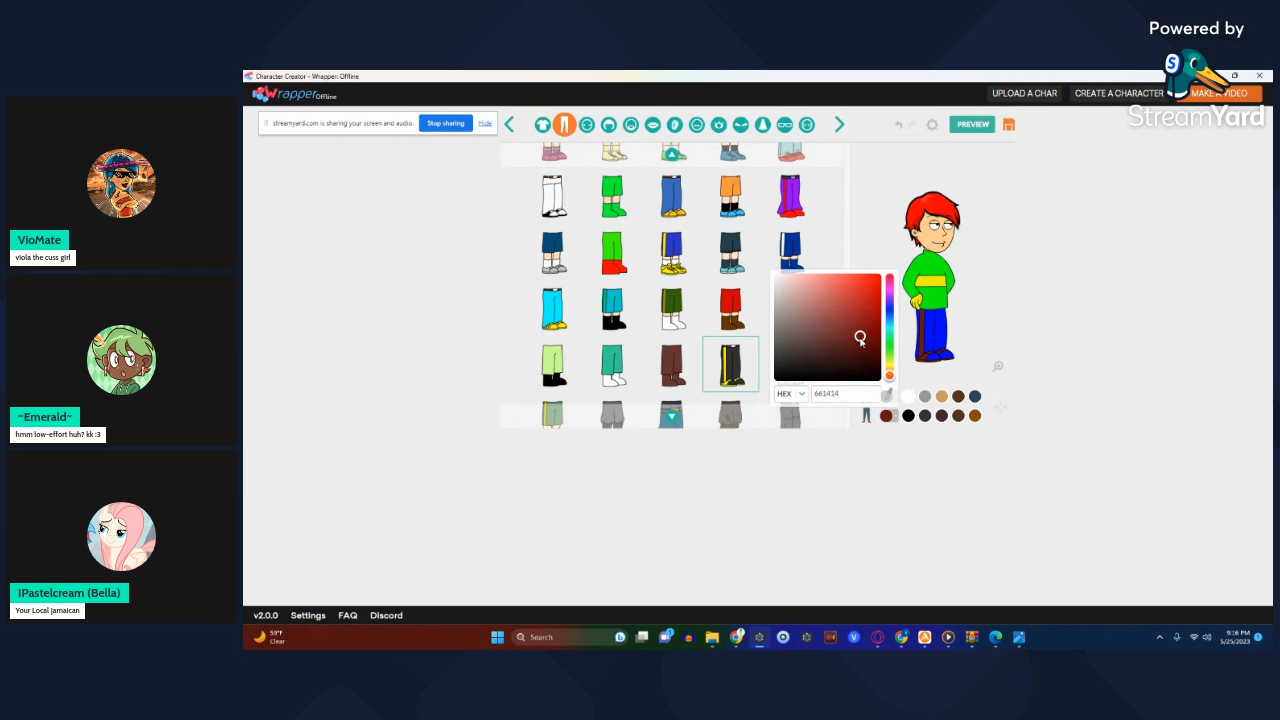 Powered by
StreamYard
Character Creator - Wrapper: Offline
Wrapper Offline
UPLOAD A CHAR
CREATE A CHARACTER
MAKE A VIDEO
streamyard.com is sharing your screen and audio.
Stop sharing
Hide
PREVIEW
VioMate
viola the cuss girl
~Emerald~
hmm low-effort huh? kk :3
IPastelcream (Bella)
Your Local Jamaican
HEX
661414
v2.0.0
Settings
FAQ
Discord
59°F
Clear
Search
9:16 PM
5/25/2023